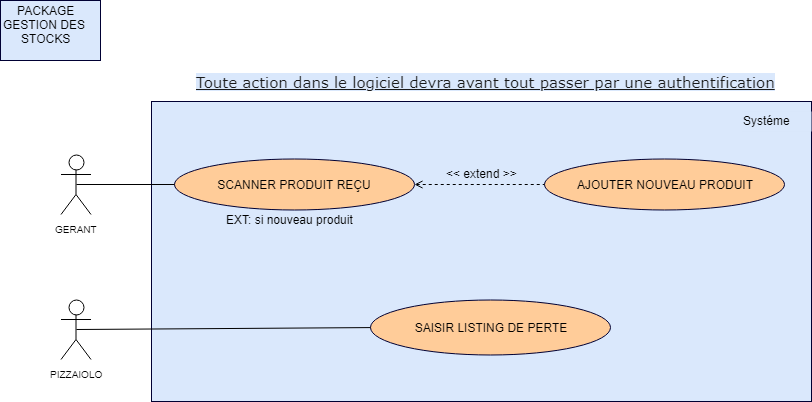 PACKAGE
GESTION DES
STOCKS
Toute action dans le logiciel devra avant tout passer par une authentification
Systéme
SCANNER PRODUIT REÇU
<< extend >>
AJOUTER NOUVEAU PRODUIT
EXT: si nouveau produit
GERANT
SAISIR LISTING DE PERTE
PIZZAIOLO